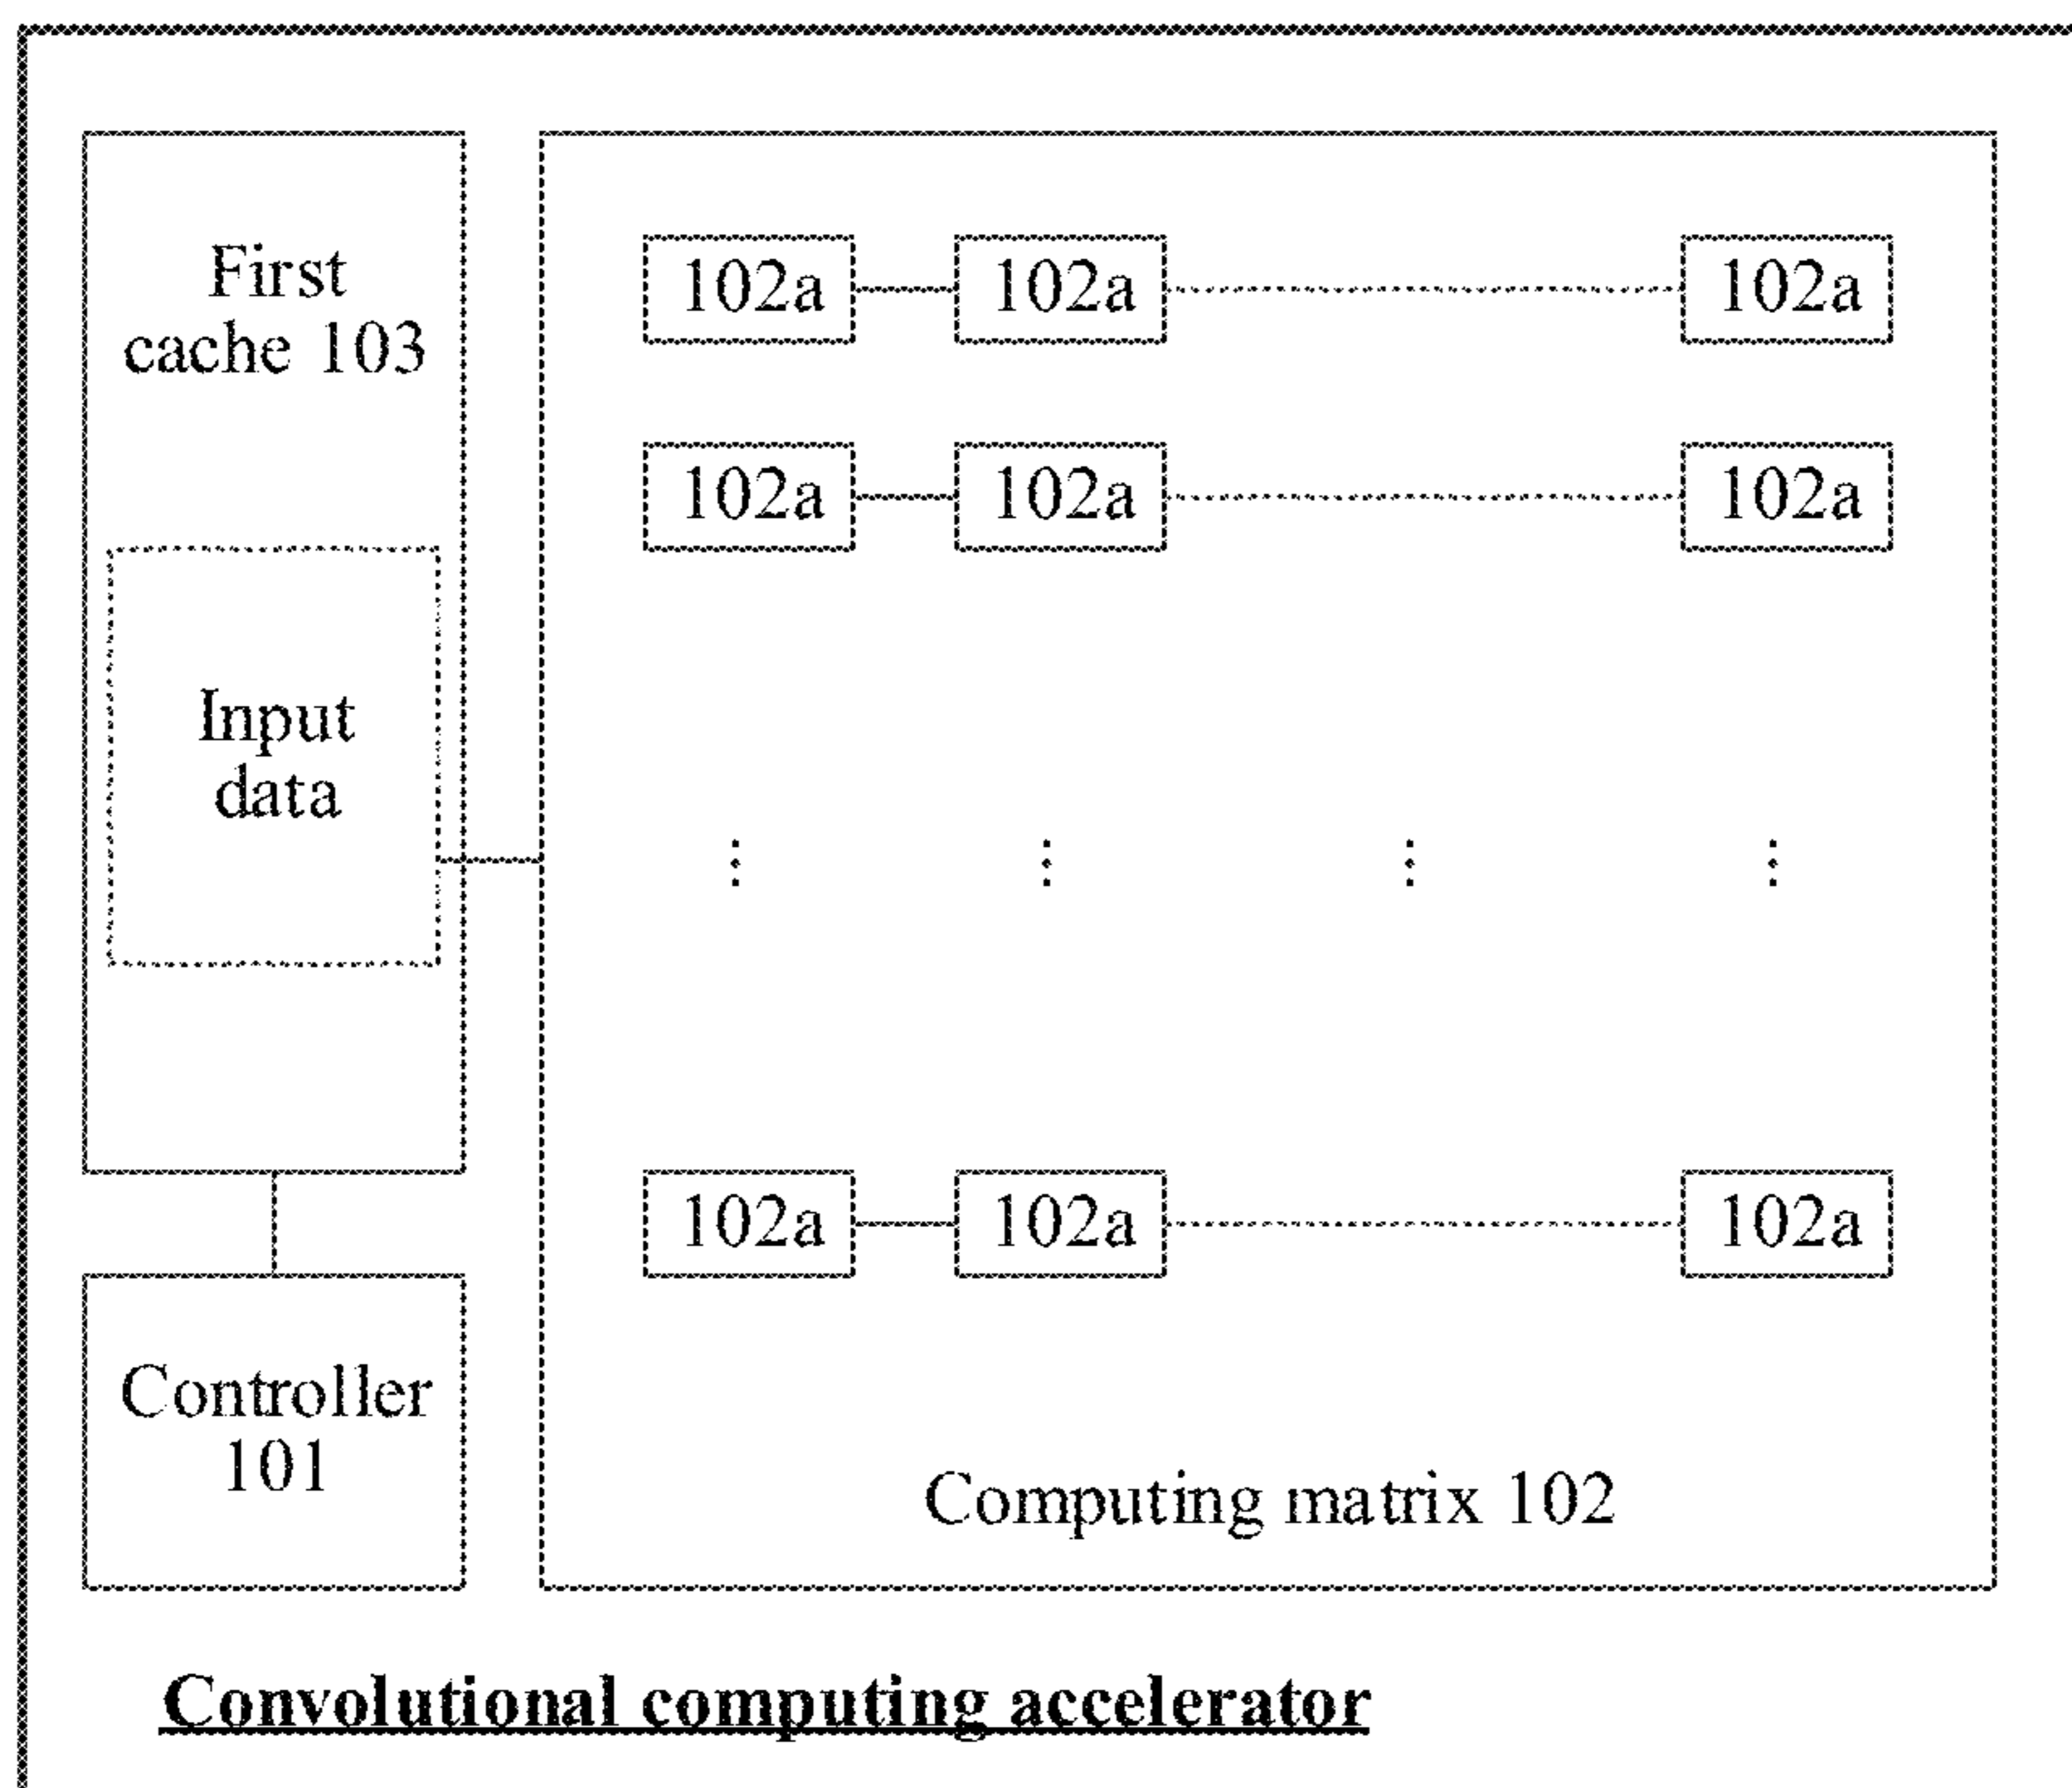 First
cache 103
Input
data
Controller
101
102a 102a 102a
102a 102a 102a
102a 102a 102a
Computing matrix 102
Convolutional computing accelerator